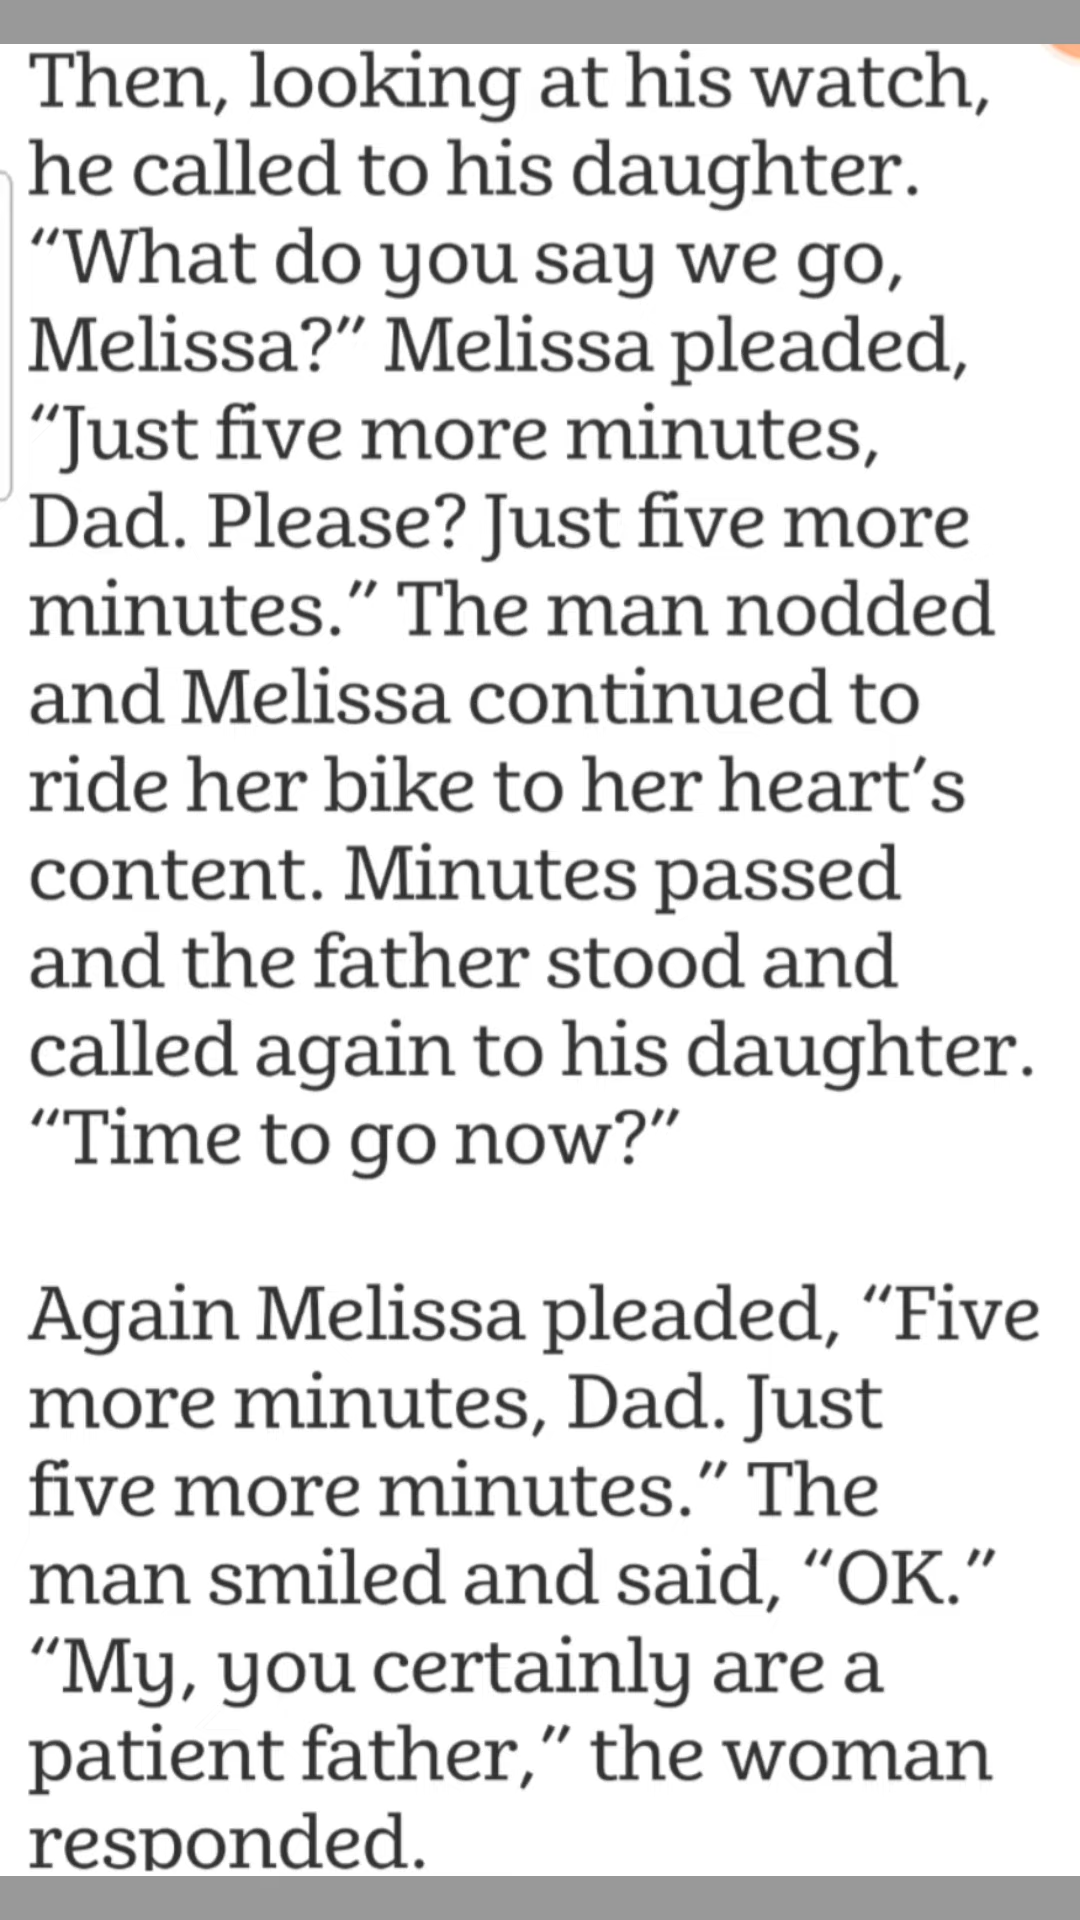 Then, looking at his watch,
he called to his daughter.
“What do you say we go,
Melissa?” Melissa pleaded,
“Just five more minutes,
Dad. Please? Just five more
minutes.” The man nodded
and Melissa continued to
ride her bike to her heart’s
content. Minutes passed
and the father stood and
called again to his daughter.
“Time to go now?”

Again Melissa pleaded, “Five
more minutes, Dad. Just
five more minutes.” The
man smiled and said, “OK.”
“My, you certainly are a
patient father,” the woman
responded.